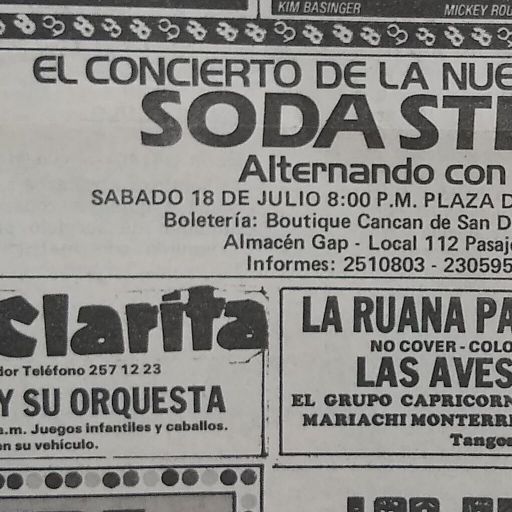 KIM BASINGER
MICKEY ROU
EL CONCIERTO DE LA NUE
SODA STE
Alternando con
SABADO 18 DE JULIO 8:00 P.M. PLAZA D
Boletería: Boutique Cancan de San D
Almacén Gap - Local 112 Pasaj
Informes: 2510803 - 230595
Clarita
dor Teléfono 257 12 23
Y SU ORQUESTA
a.m. Juegos infantiles y caballos.
en su vehículo.
LA RUANA PA
NO COVER - COLO
LAS AVES
EL GRUPO CAPRICORN
MARIACHI MONTERRE
Tangos